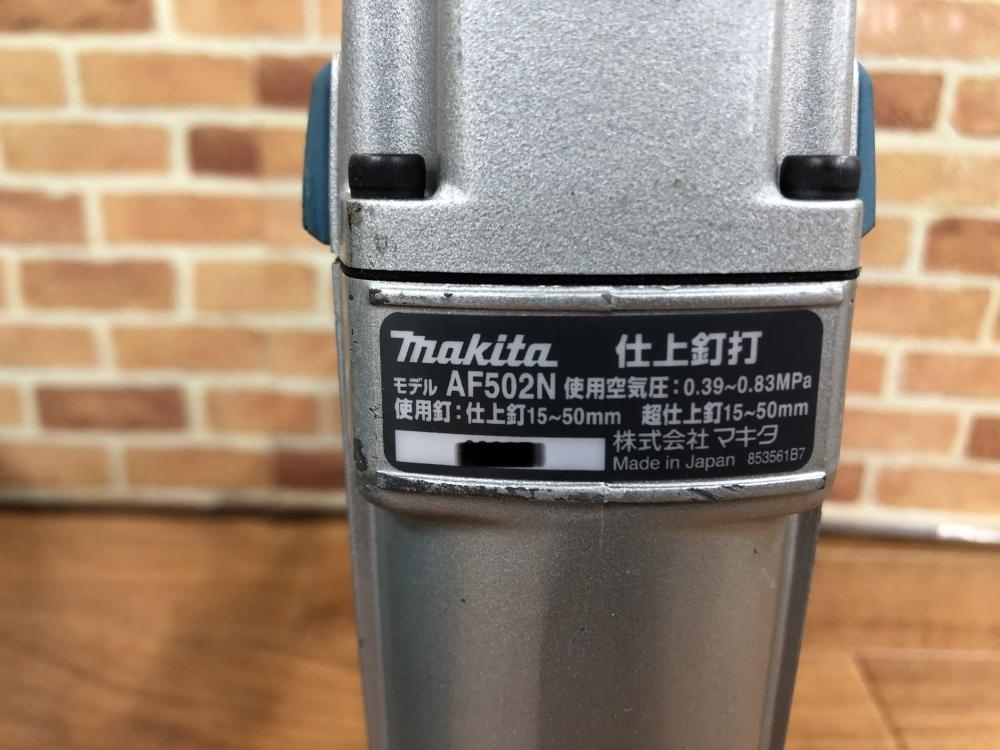 makita 仕上釘打
モデル AF502N 使用空気圧:0.39~0.83MPa
使用釘:仕上釘15~50mm 超仕上釘15~50mm
株式会社マキタ
Made in Japan 853561B7